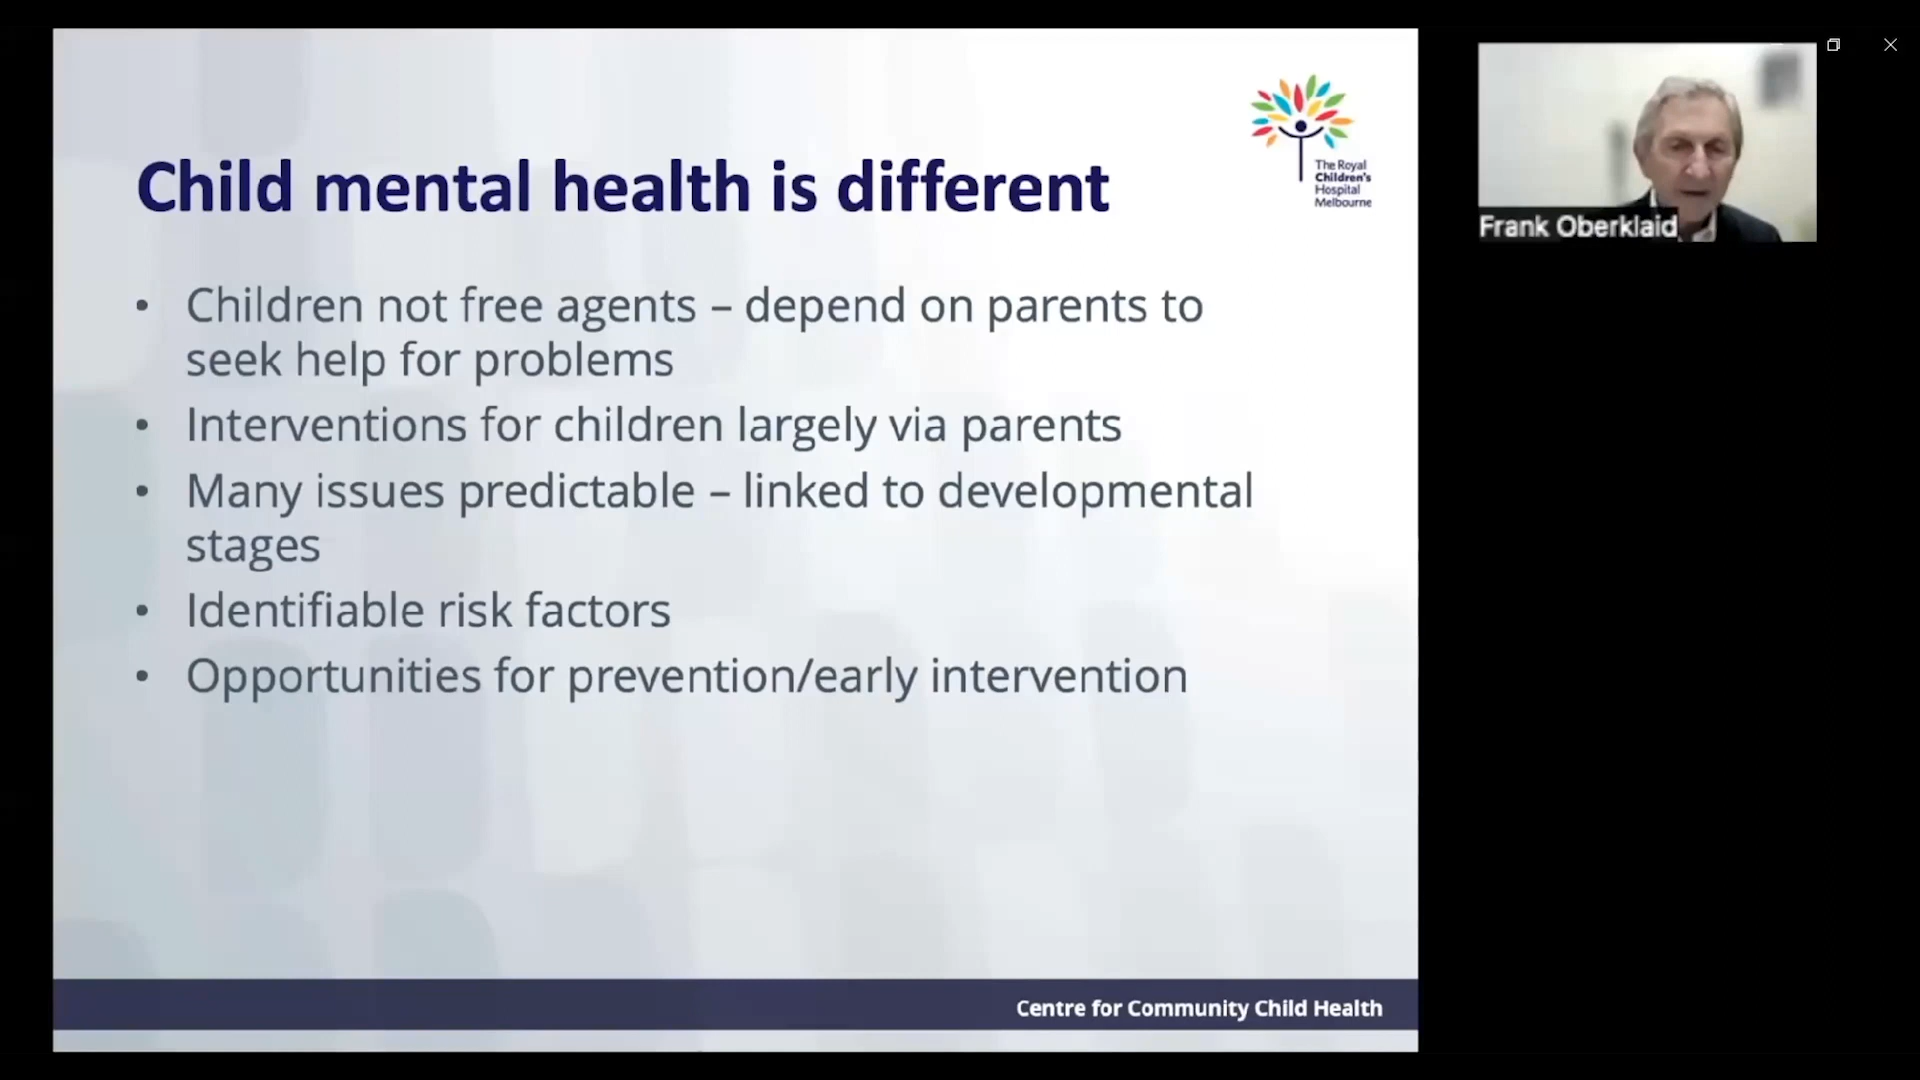 Child mental health is different
The Royal
Children's
Hospital
Melbourne
• Children not free agents – depend on parents to
seek help for problems
• Interventions for children largely via parents
• Many issues predictable – linked to developmental
stages
• Identifiable risk factors
• Opportunities for prevention/early intervention
Centre for Community Child Health
Frank Oberklaid